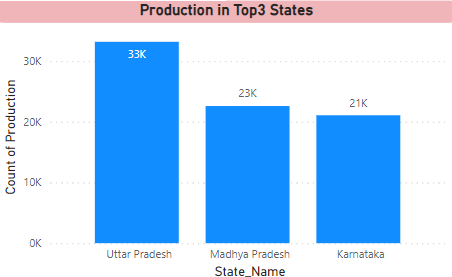 Production in Top3 States
Count of Production
30K
20K
10K
0K
33K
23K
21K
Uttar Pradesh
Madhya Pradesh
Karnataka
State_Name